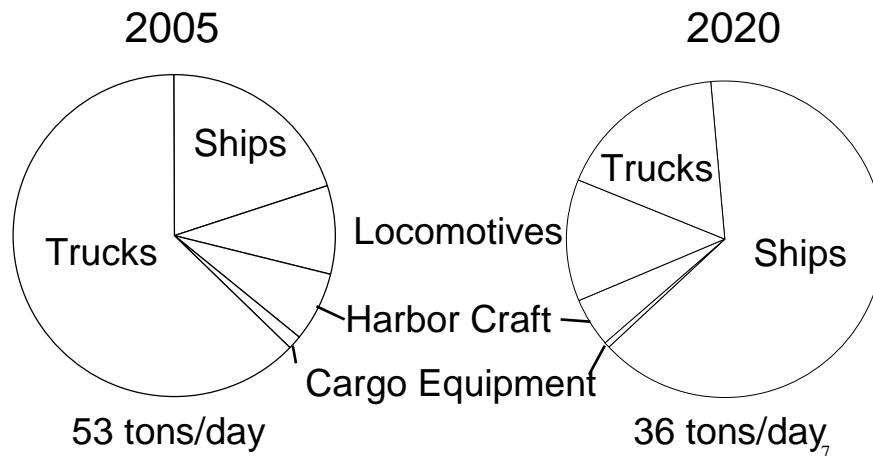 2005
2020
Ships
Trucks
Trucks
Locomotives
Ships
Harbor Craft
Cargo Equipment
53 tons/day
36 tons/day
7